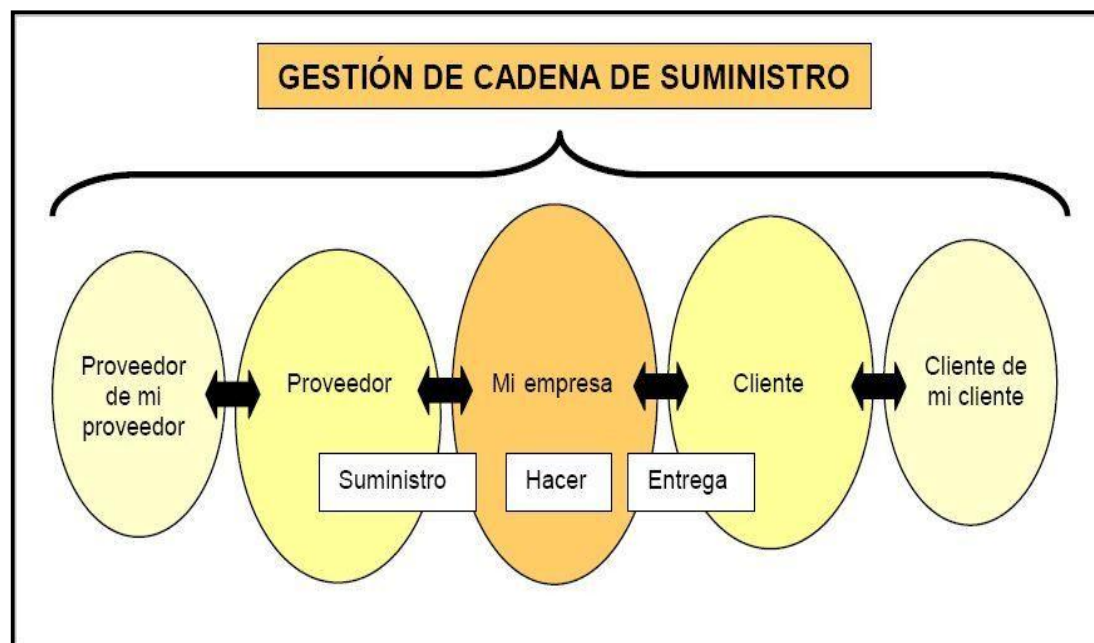 GESTIÓN DE CADENA DE SUMINISTRO
Proveedor
de mi
proveedor
Proveedor
Mi empresa
Cliente
Cliente de
mi cliente
Suministro
Hacer
Entrega